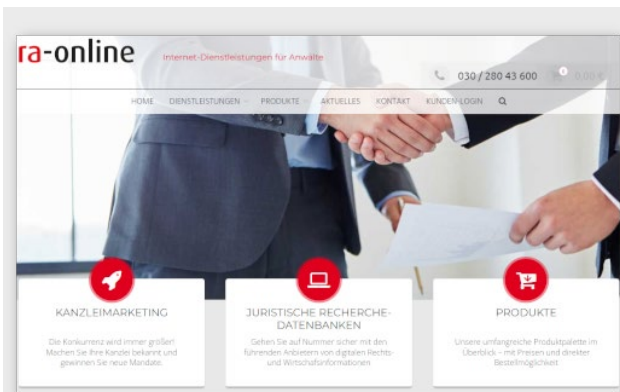 ra-online
Internet-Dienstleistungen für Anwälte
030 / 280 43 600
0
0,00 €
HOME DIENSTLEISTUNGEN PRODUKTE AKTUELLES KONTAKT KUNDEN-LOGIN
KANZLEIMARKETING
Die Konkurrenz wird immer größer!
Machen Sie Ihre Kanzlei bekannt und
gewinnen Sie neue Mandate.
JURISTISCHE RECHERCHE-
DATENBANKEN
Gehen Sie auf Nummer sicher mit den
führenden Anbietern von digitalen Rechts-
und Wirtschaftsinformationen
PRODUKTE
Unsere umfangreiche Produktpalette im
Überblick – mit Preisen und direkter
Bestellmöglichkeit.